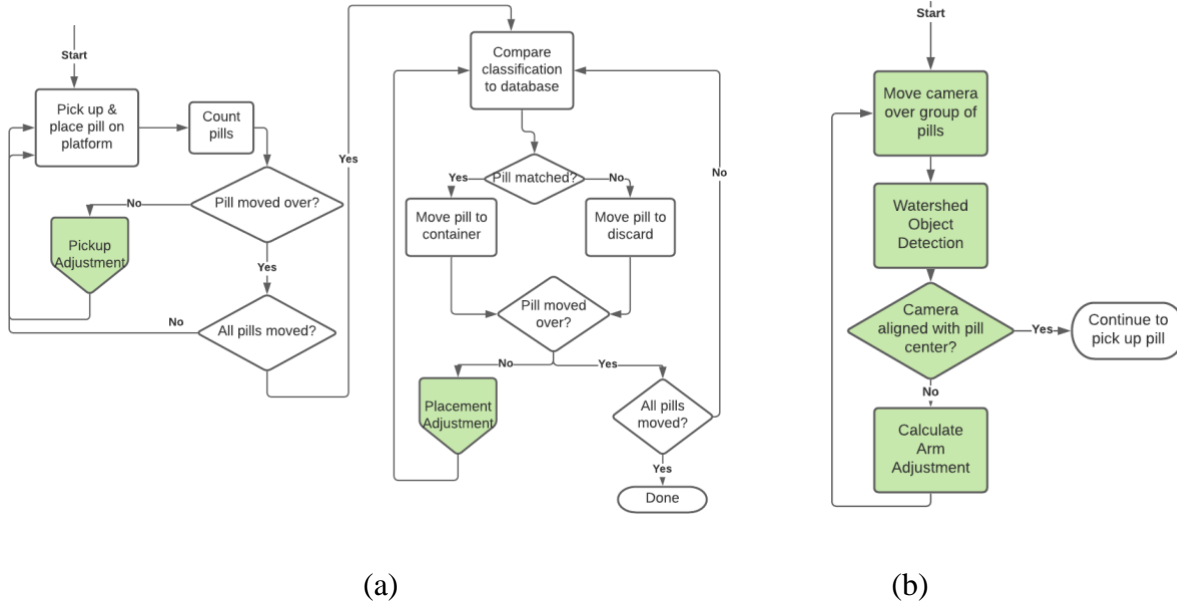 Start
Pick up &
place pill on
platform
Count
pills
Pill moved over?
No
Pickup
Adjustment
Yes
All pills moved?
No
Yes
Compare
classification
to database
Pill matched?
Yes
No
Move pill to
container
Move pill to
discard
Pill moved
over?
No
Yes
Placement
Adjustment
All pills
moved?
No
Yes
Done
(a)
Start
Move camera
over group of
pills
Watershed
Object
Detection
Camera
aligned with pill
center?
Yes
Continue to
pick up pill
No
Calculate
Arm
Adjustment
(b)